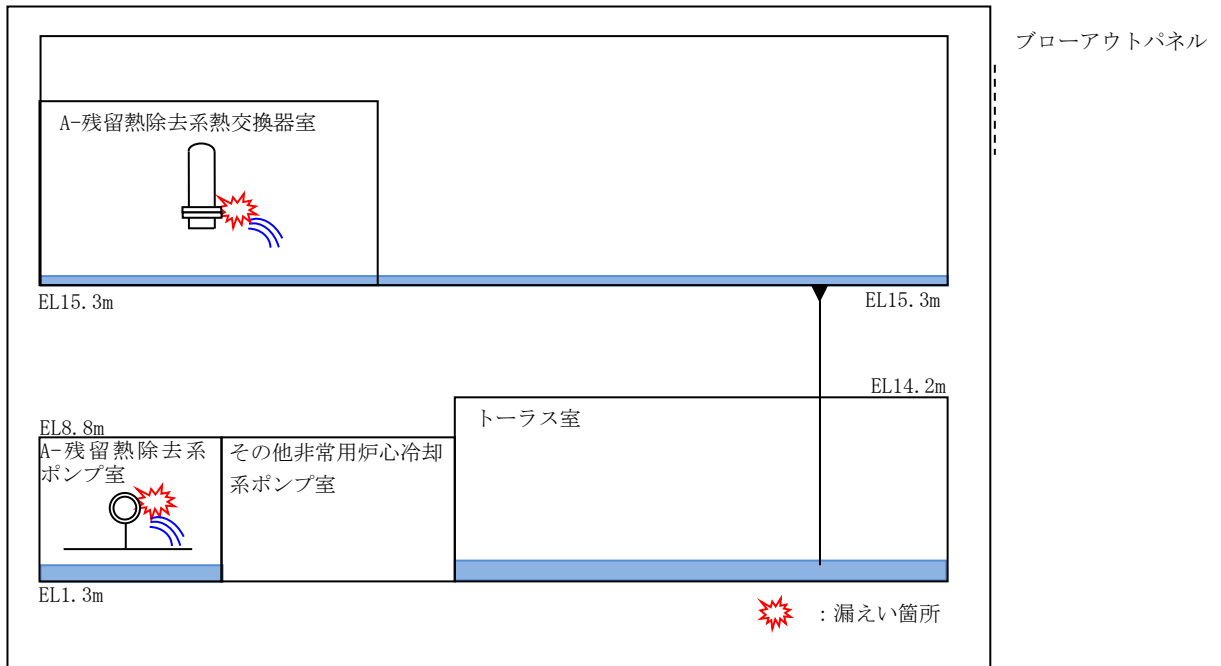 ブローアウトパネル
A-残留熱除去系熱交換器室
EL15.3m
EL15.3m
EL14.2m
EL8.8m
トーラス室
A-残留熱除去系
ポンプ室
その他非常用炉心冷却
系ポンプ室
EL1.3m
：漏えい箇所